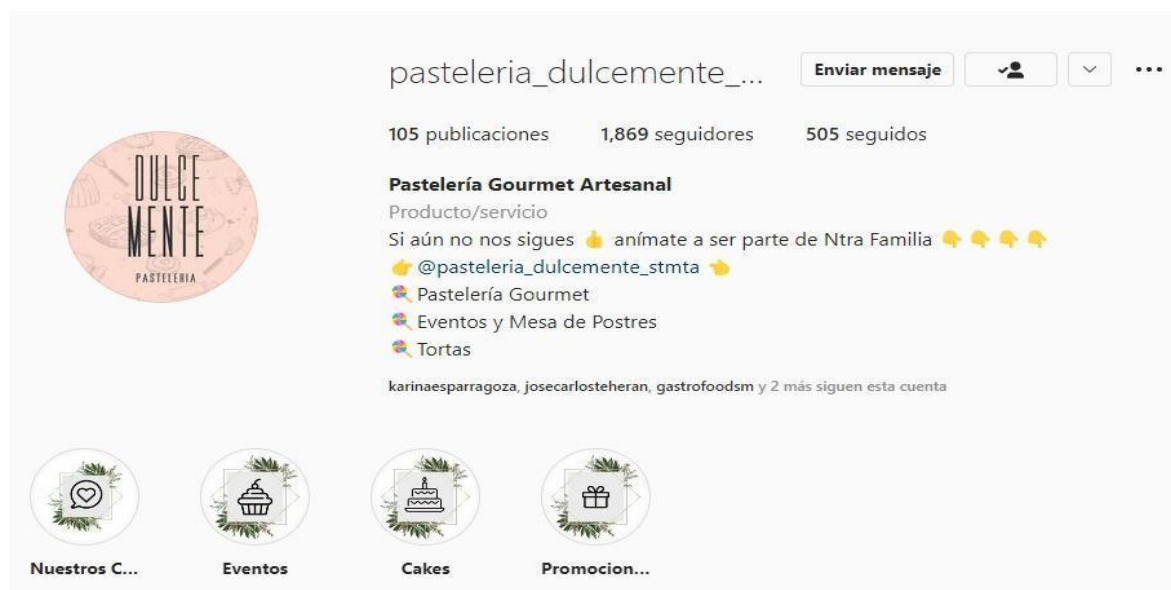 pasteleria_dulcemente_...
Enviar mensaje
105 publicaciones 1,869 seguidores 505 seguidos
DULCE
MENTE
PASTELERIA
Pastelería Gourmet Artesanal
Producto/servicio
Si aún no nos sigues 👍 anímate a ser parte de Ntra Familia 👇 👇 👇 👇
👉 @pasteleria_dulcemente_stmta 👈
🍭 Pastelería Gourmet
🍭 Eventos y Mesa de Postres
🍭 Tortas
karinaesparragoza, josecarlosteheran, gastrofoodsm y 2 más siguen esta cuenta
Nuestros C... Eventos Cakes Promocion...